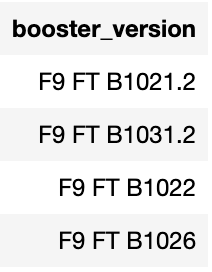 booster_version
F9 FT B1021.2
F9 FT B1031.2
F9 FT B1022
F9 FT B1026